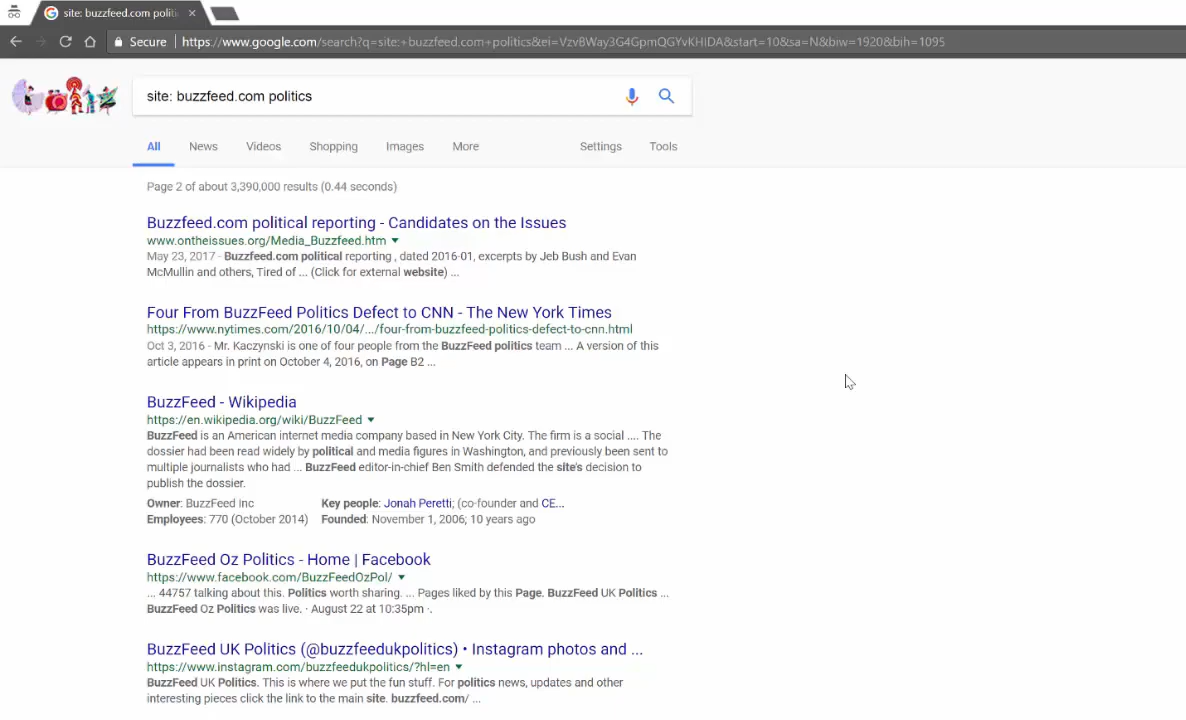 site: buzzfeed.com politi
Secure
https://www.google.com/search?q=site:+buzzfeed.com+politics&ei=VzvBWay3G4GpmQGYvKHIDA&start=10&sa=N&biw=1920&bih=1095
site: buzzfeed.com politics
All News Videos Shopping Images More Settings Tools
Page 2 of about 3,390,000 results (0.44 seconds)
Buzzfeed.com political reporting - Candidates on the Issues
www.ontheissues.org/Media_Buzzfeed.htm
May 23, 2017 - Buzzfeed.com political reporting , dated 2016-01, excerpts by Jeb Bush and Evan
McMullin and others, Tired of ... (Click for external website) ...
Four From BuzzFeed Politics Defect to CNN - The New York Times
https://www.nytimes.com/2016/10/04/.../four-from-buzzfeed-politics-defect-to-cnn.html
Oct 3, 2016 - Mr. Kaczynski is one of four people from the BuzzFeed politics team ... A version of this
article appears in print on October 4, 2016, on Page B2 ...
BuzzFeed - Wikipedia
https://en.wikipedia.org/wiki/BuzzFeed
BuzzFeed is an American internet media company based in New York City. The firm is a social .... The
dossier had been read widely by political and media figures in Washington, and previously been sent to
multiple journalists who had ... BuzzFeed editor-in-chief Ben Smith defended the site's decision to
publish the dossier.
Owner: BuzzFeed Inc Key people: Jonah Peretti; (co-founder and CE...
Employees: 770 (October 2014) Founded: November 1, 2006; 10 years ago
BuzzFeed Oz Politics - Home | Facebook
https://www.facebook.com/BuzzFeedOzPol/
... 44757 talking about this. Politics worth sharing. ... Pages liked by this Page. BuzzFeed UK Politics ...
BuzzFeed Oz Politics was live. · August 22 at 10:35pm ·.
BuzzFeed UK Politics (@buzzfeedukpolitics) • Instagram photos and ...
https://www.instagram.com/buzzfeedukpolitics/?hl=en
BuzzFeed UK Politics. This is where we put the fun stuff. For politics news, updates and other
interesting pieces click the link to the main site. buzzfeed.com/ ...